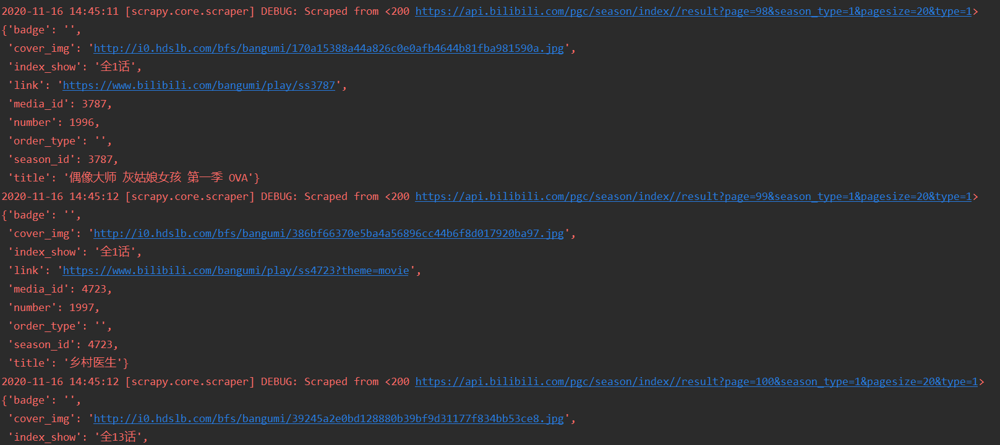 2020-11-16 14:45:11 [scrapy.core.scraper] DEBUG: Scraped from <200 https://api.bilibili.com/pgc/season/index//result?page=98&season_type=1&pagesize=20&type=1>
{'badge': '',
 'cover_img': 'http://i0.hdslb.com/bfs/bangumi/170a15388a44a826c0e0afb4644b81fba981590a.jpg',
 'index_show': '全1话',
 'link': 'https://www.bilibili.com/bangumi/play/ss3787',
 'media_id': 3787,
 'number': 1996,
 'order_type': '',
 'season_id': 3787,
 'title': '偶像大师 灰姑娘女孩 第一季 OVA'}
2020-11-16 14:45:12 [scrapy.core.scraper] DEBUG: Scraped from <200 https://api.bilibili.com/pgc/season/index//result?page=99&season_type=1&pagesize=20&type=1>
{'badge': '',
 'cover_img': 'http://i0.hdslb.com/bfs/bangumi/386bf66370e5ba4a56896cc44b6f8d017920ba97.jpg',
 'index_show': '全1话',
 'link': 'https://www.bilibili.com/bangumi/play/ss4723?theme=movie',
 'media_id': 4723,
 'number': 1997,
 'order_type': '',
 'season_id': 4723,
 'title': '乡村医生'}
2020-11-16 14:45:12 [scrapy.core.scraper] DEBUG: Scraped from <200 https://api.bilibili.com/pgc/season/index//result?page=100&season_type=1&pagesize=20&type=1>
{'badge': '',
 'cover_img': 'http://i0.hdslb.com/bfs/bangumi/39245a2e0bd128880b39bf9d31177f834bb53ce8.jpg',
 'index_show': '全13话',